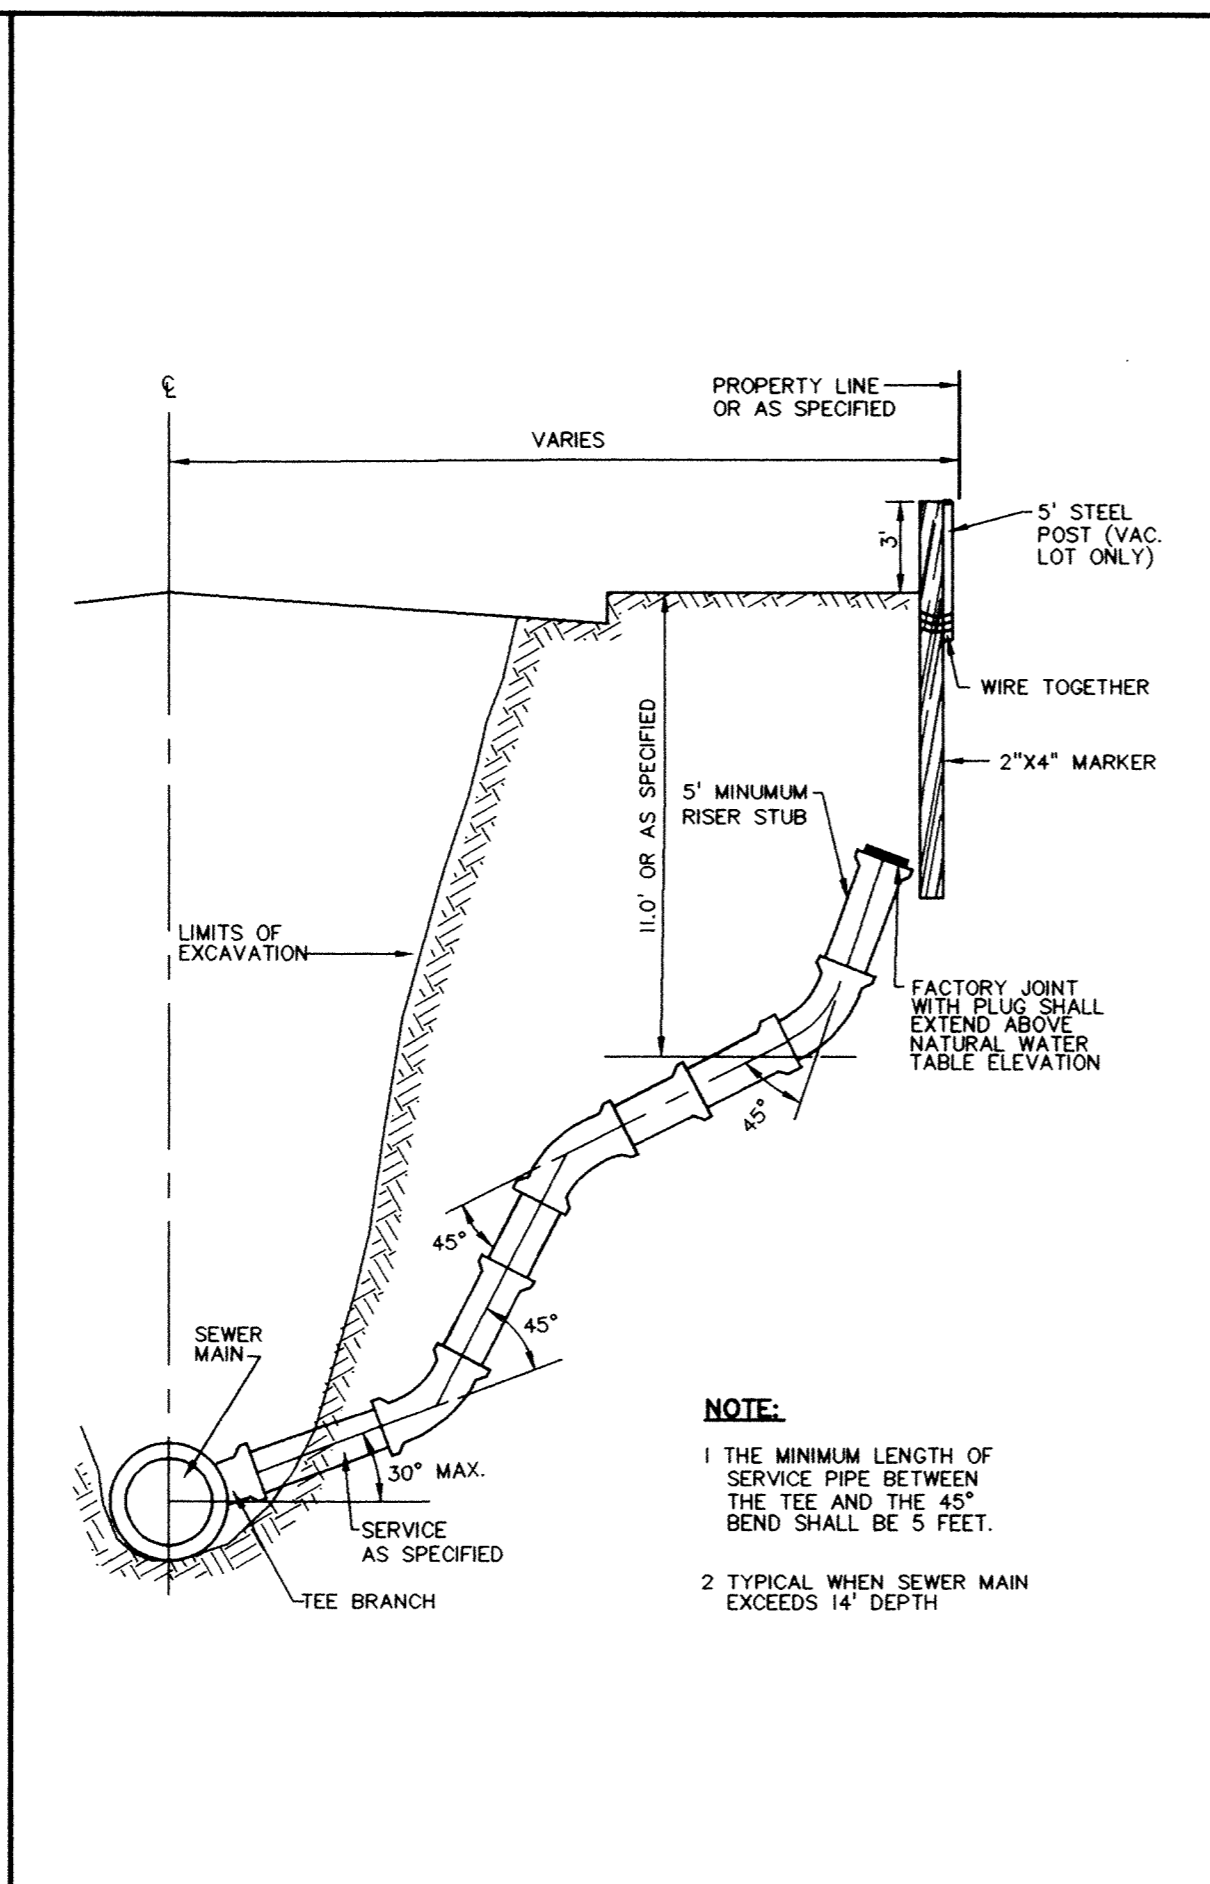 ℄
PROPERTY LINE
OR AS SPECIFIED
VARIES
3'
5' STEEL
POST (VAC.
LOT ONLY)
WIRE TOGETHER
2"X4" MARKER
11.0' OR AS SPECIFIED
5' MINUMUM
RISER STUB
LIMITS OF
EXCAVATION
FACTORY JOINT
WITH PLUG SHALL
EXTEND ABOVE
NATURAL WATER
TABLE ELEVATION
45°
45°
45°
SEWER
MAIN
30° MAX.
SERVICE
AS SPECIFIED
TEE BRANCH
NOTE:
1 THE MINIMUM LENGTH OF
SERVICE PIPE BETWEEN
THE TEE AND THE 45°
BEND SHALL BE 5 FEET.
2 TYPICAL WHEN SEWER MAIN
EXCEEDS 14' DEPTH